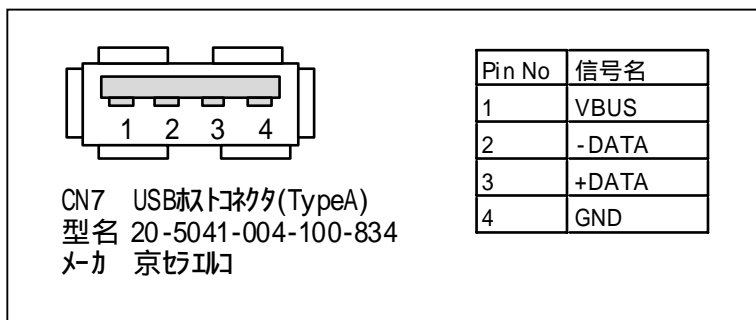 1 2 3 4
CN7 USBﾎｽﾄｺﾈｸﾀ(TypeA)
型名 20-5041-004-100-834
ﾒｰｶ 京ｾﾗｴﾙｺ
Pin No 信号名
1 VBUS
2 -DATA
3 +DATA
4 GND